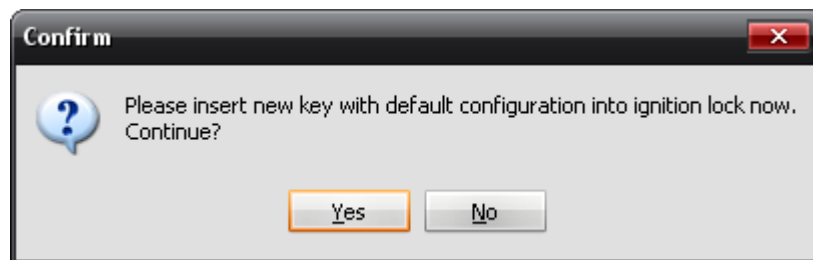 Confirm
Please insert new key with default configuration into ignition lock now.
Continue?
Yes
No